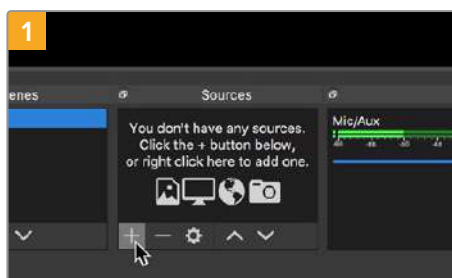 1
enes
Sources
You don't have any sources.
Click the + button below,
or right click here to add one.
Mic/Aux